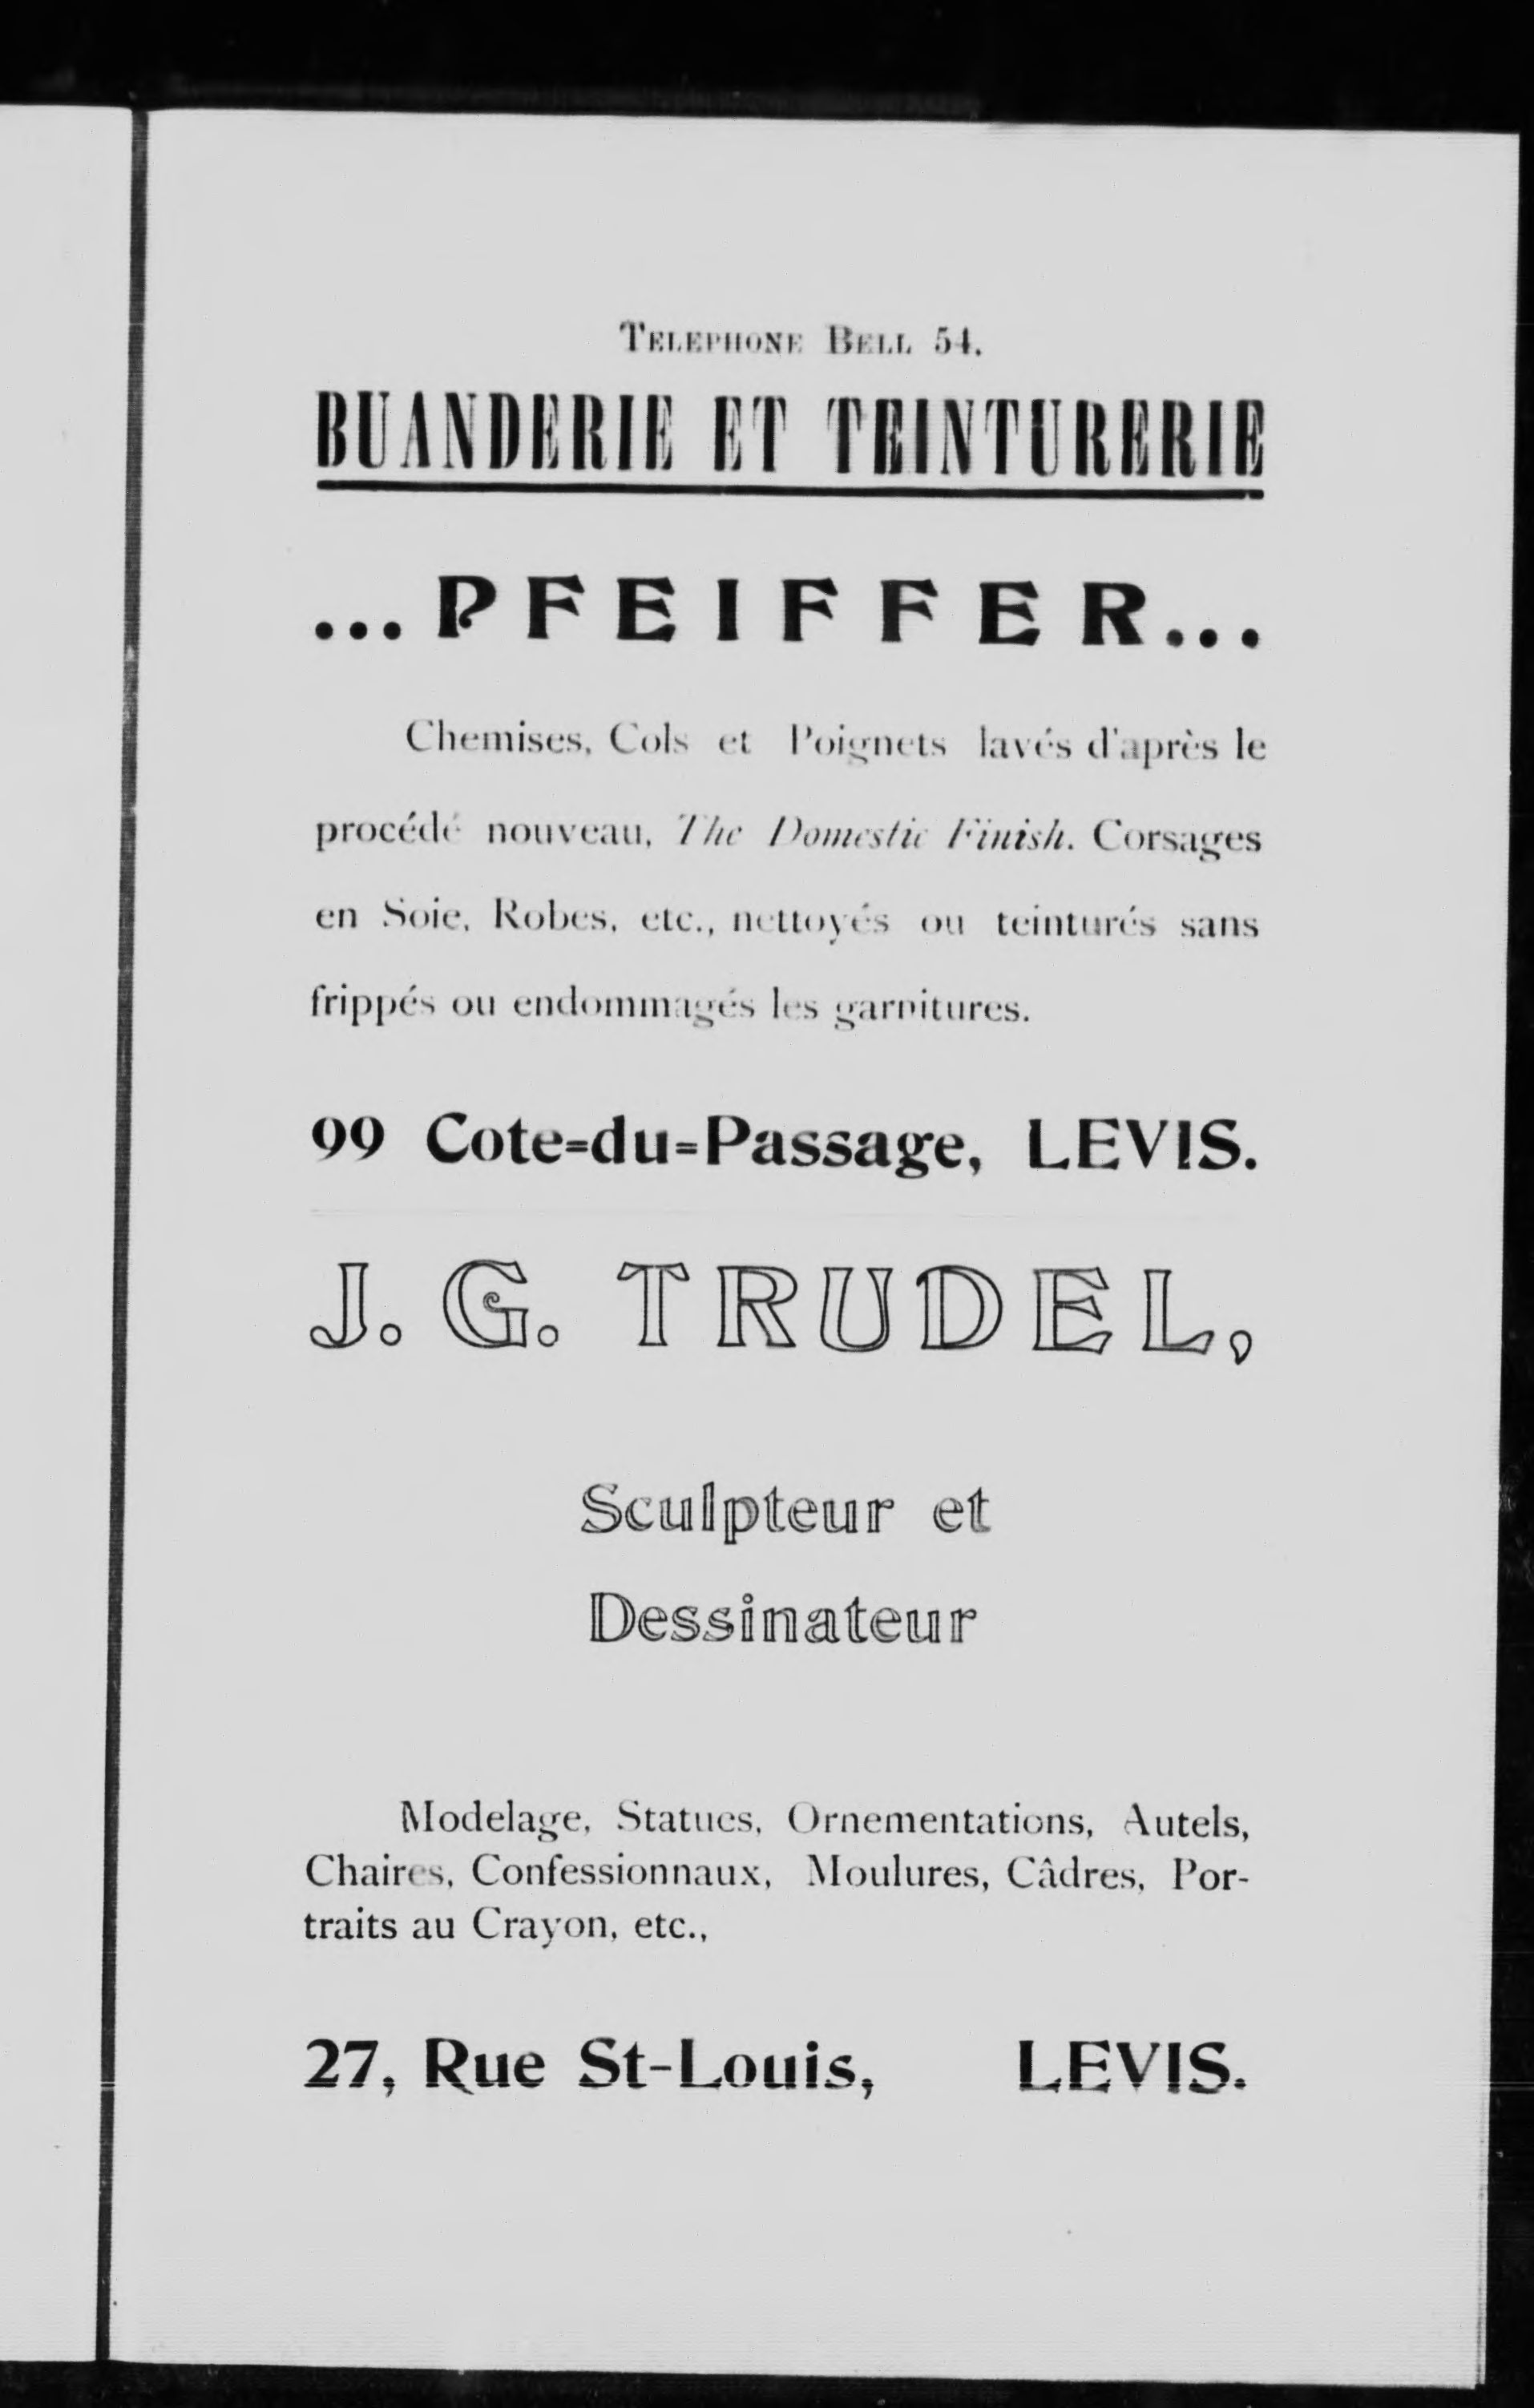 TELEPHONE BELL 54.
BUANDERIE ET TEINTURERIE
...PFEIFFER...
Chemises, Cols et Poignets lavés d'après le
procédé nouveau, The Domestic Finish. Corsages
en Soie, Robes, etc., nettoyés ou teinturés sans
frippés ou endommagés les garnitures.
99 Cote=du=Passage, LEVIS.
J. G. TRUDEL,
Sculpteur et
Dessinateur
Modelage, Statues, Ornementations, Autels,
Chaires, Confessionnaux, Moulures, Câdres, Por-
traits au Crayon, etc.,
27, Rue St-Louis, LEVIS.